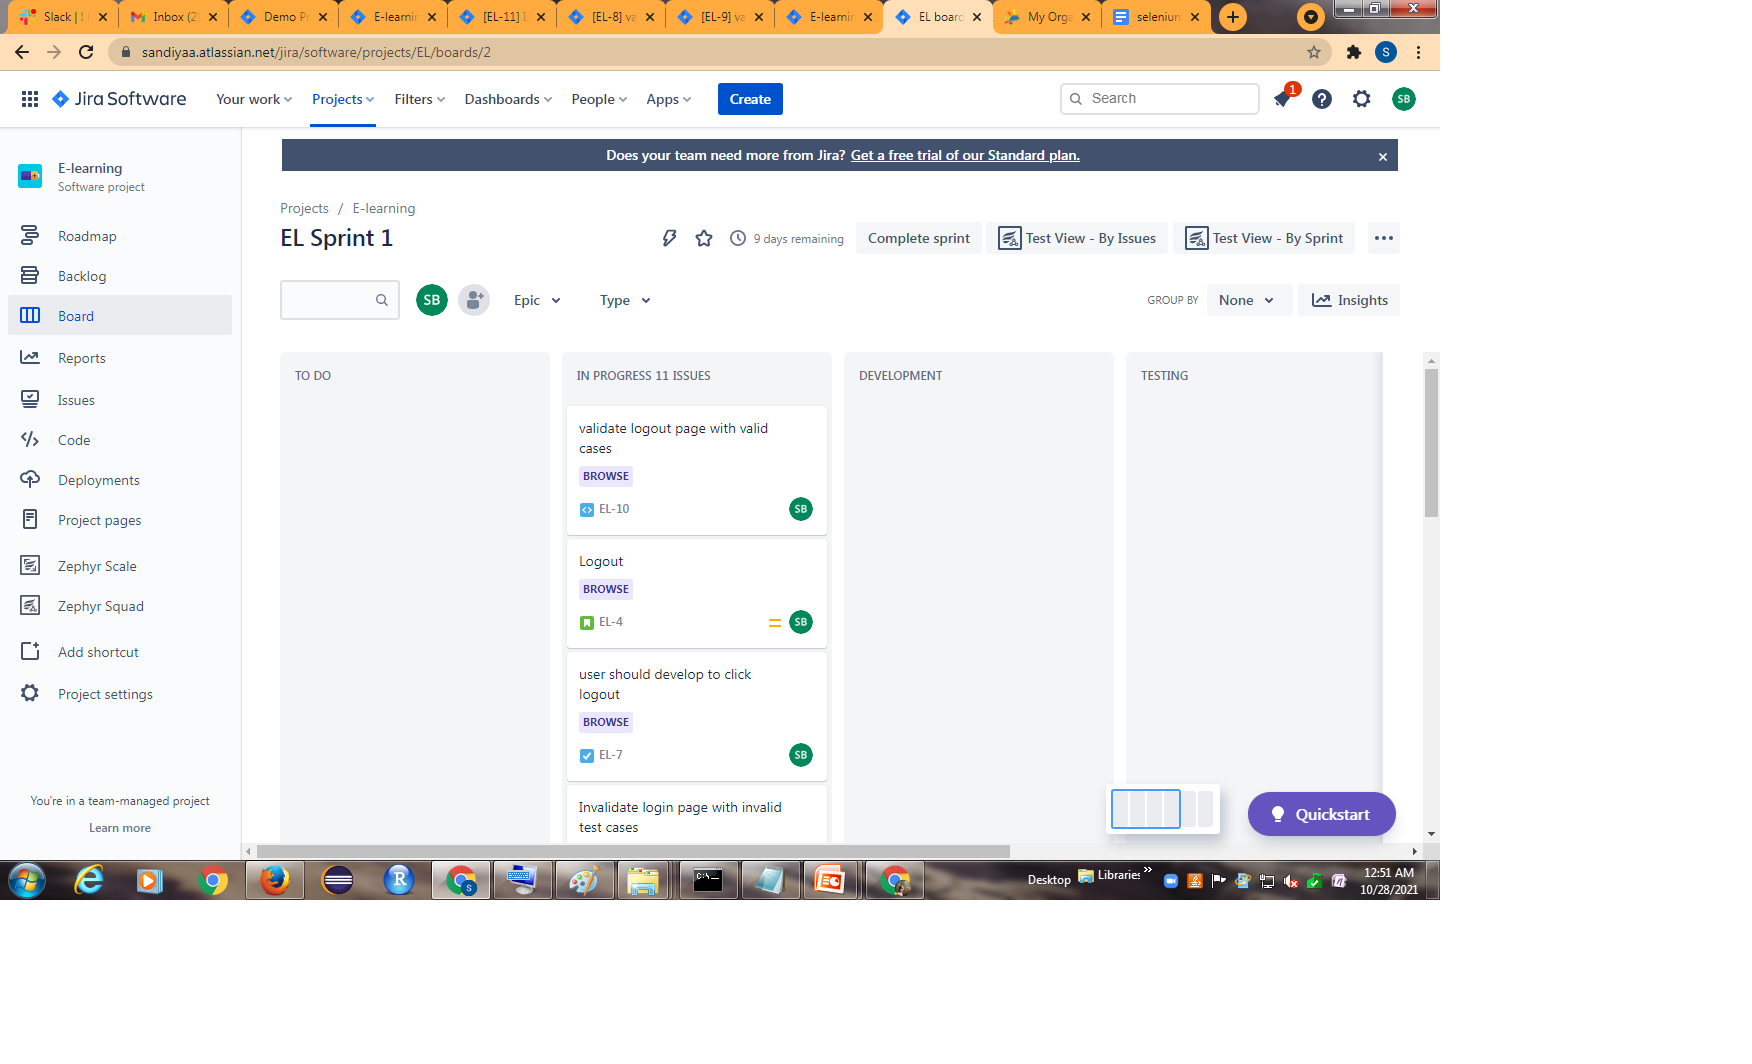 Slack | !
Inbox (2)
Demo Pr
E-learnin
[EL-11] I
[EL-8] va
[EL-9] va
E-learnin
EL board
My Orga
selenium
sandiyaa.atlassian.net/jira/software/projects/EL/boards/2
S
Jira Software
Your work
Projects
Filters
Dashboards
People
Apps
Create
Search
1
SB
E-learning
Software project
Roadmap
Backlog
Board
Reports
Issues
Code
Deployments
Project pages
Zephyr Scale
Zephyr Squad
Add shortcut
Project settings
You're in a team-managed project
Learn more
Does your team need more from Jira? Get a free trial of our Standard plan.
Projects / E-learning
EL Sprint 1
9 days remaining
Complete sprint
Test View - By Issues
Test View - By Sprint
SB
Epic
Type
GROUP BY
None
Insights
TO DO
IN PROGRESS 11 ISSUES
validate logout page with valid
cases
BROWSE
EL-10
SB
Logout
BROWSE
EL-4
SB
user should develop to click
logout
BROWSE
EL-7
SB
Invalidate login page with invalid
test cases
DEVELOPMENT
TESTING
Quickstart
R
S
C:\-
Desktop
Libraries
12:51 AM
10/28/2021